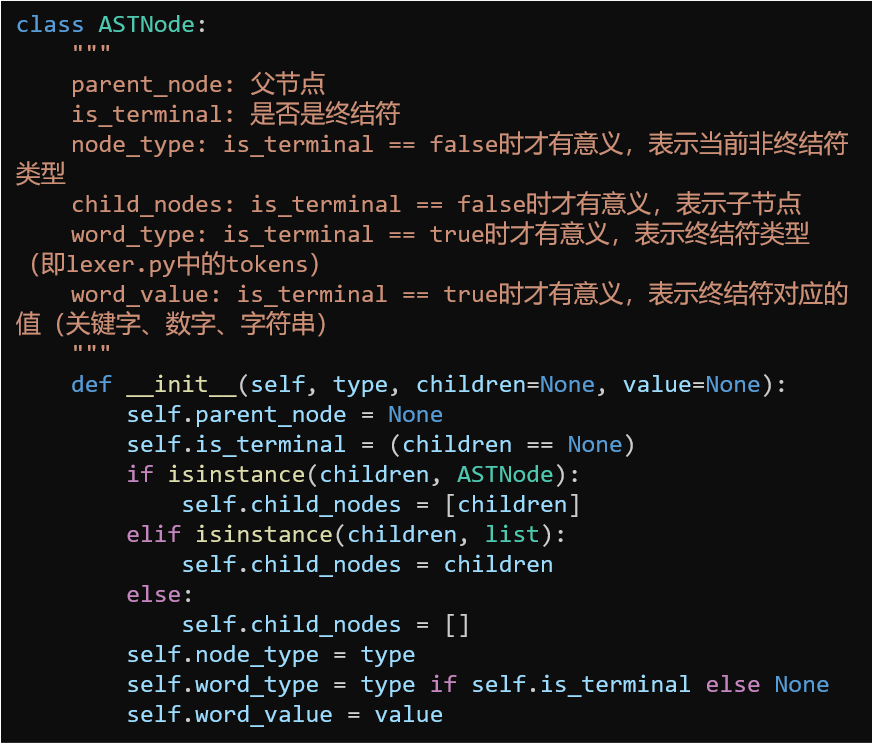 class ASTNode:
    """
    parent_node: 父节点
    is_terminal: 是否是终结符
    node_type: is_terminal == false时才有意义，表示当前非终结符
类型
    child_nodes: is_terminal == false时才有意义，表示子节点
    word_type: is_terminal == true时才有意义，表示终结符类型
（即lexer.py中的tokens）
    word_value: is_terminal == true时才有意义，表示终结符对应的
值（关键字、数字、字符串）
    """
    def __init__(self, type, children=None, value=None):
        self.parent_node = None
        self.is_terminal = (children == None)
        if isinstance(children, ASTNode):
            self.child_nodes = [children]
        elif isinstance(children, list):
            self.child_nodes = children
        else:
            self.child_nodes = []
        self.node_type = type
        self.word_type = type if self.is_terminal else None
        self.word_value = value